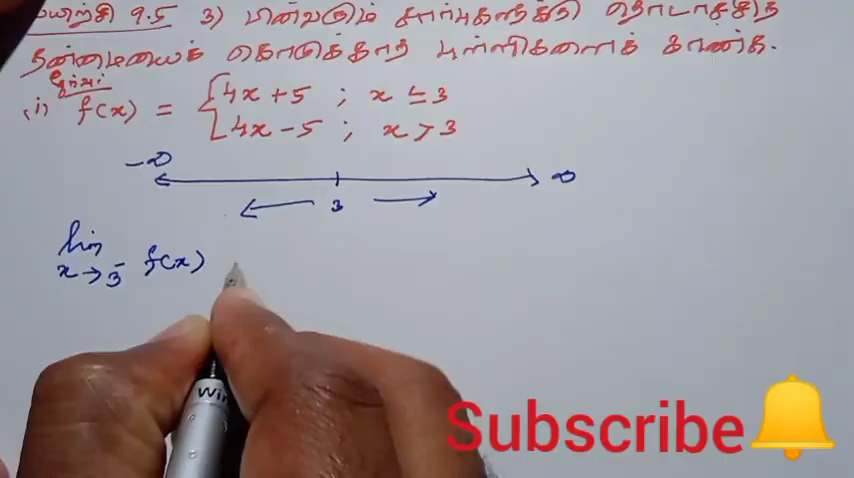 பயிற்சி 9.5 3) பின்வரும் சார்புகளுக்கு தொடர்ச்சித்
தன்மையைக் கொடுக்காத புள்ளிகளைக் காண்க.
தீர்வு
(i) f(x) = { 4x + 5 ; x ≤ 3
4x - 5 ; x > 3
-∞ ∞
3
lim f(x)
x → 3⁻
Win
Subscribe